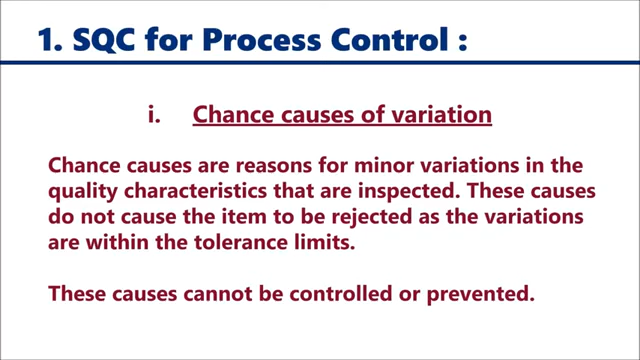 1. SQC for Process Control :
i. Chance causes of variation
Chance causes are reasons for minor variations in the
quality characteristics that are inspected. These causes
do not cause the item to be rejected as the variations
are within the tolerance limits.
These causes cannot be controlled or prevented.